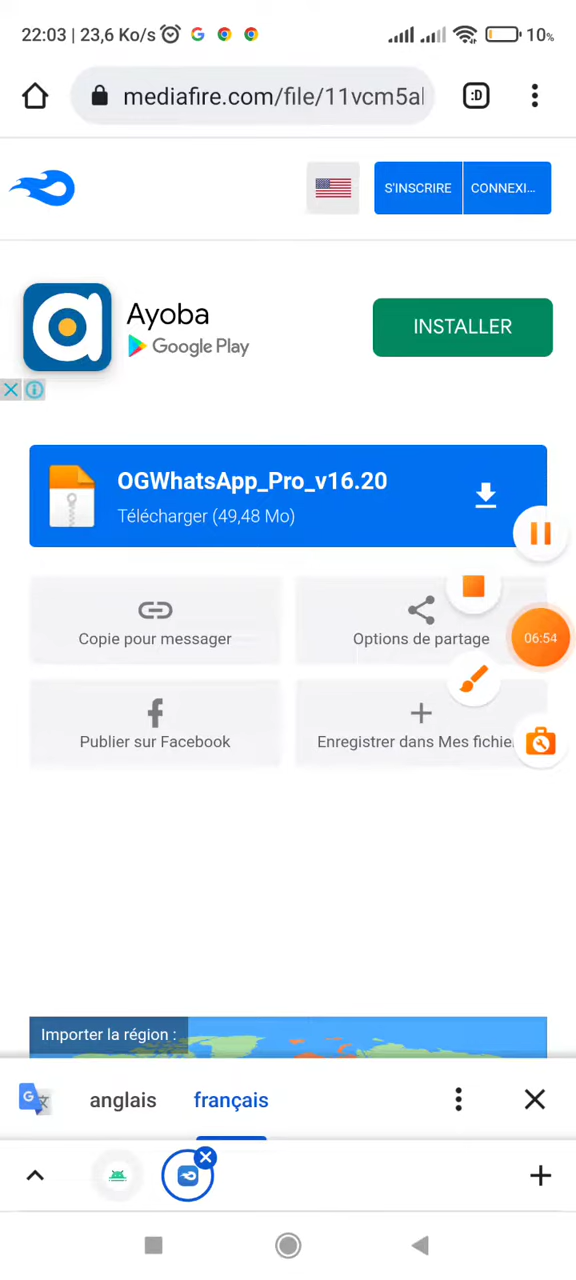 22:03 | 23,6 Ko/s
10%
mediafire.com/file/11vcm5al
:D
S'INSCRIRE
CONNEXI...
Ayoba
Google Play
INSTALLER
OGWhatsApp_Pro_v16.20
Télécharger (49,48 Mo)
06:54
Copie pour messager
Options de partage
Publier sur Facebook
Enregistrer dans Mes fichie
Importer la région :
anglais
français